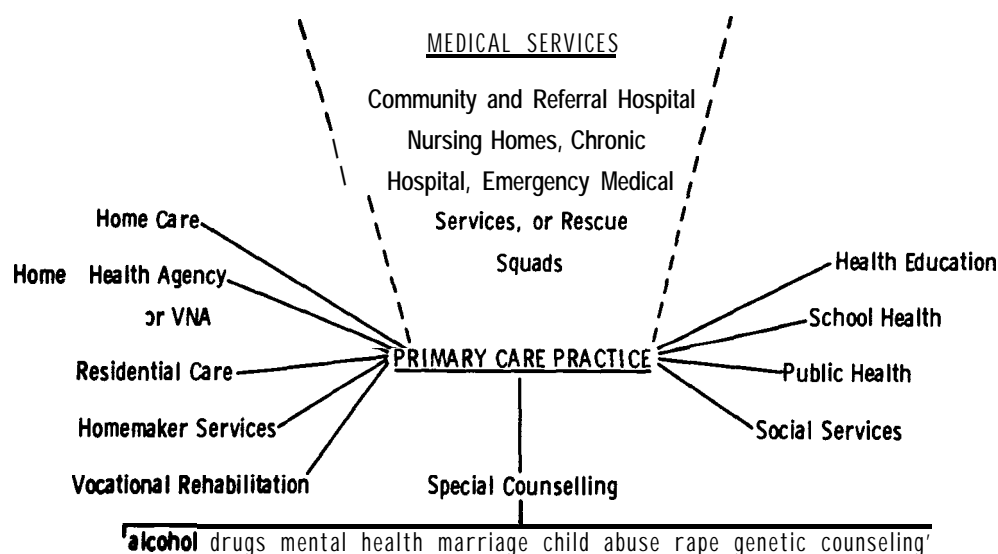 MEDICAL SERVICES
Community and Referral Hospital
Nursing Homes, Chronic
Hospital, Emergency Medical
Services, or Rescue
Squads
Home Care
Home Health Agency
or VNA
Residential Care
Homemaker Services
Vocational Rehabilitation
PRIMARY CARE PRACTICE
Health Education
School Health
Public Health
Social Services
Special Counselling
alcohol drugs mental health marriage child abuse rape genetic counseling'